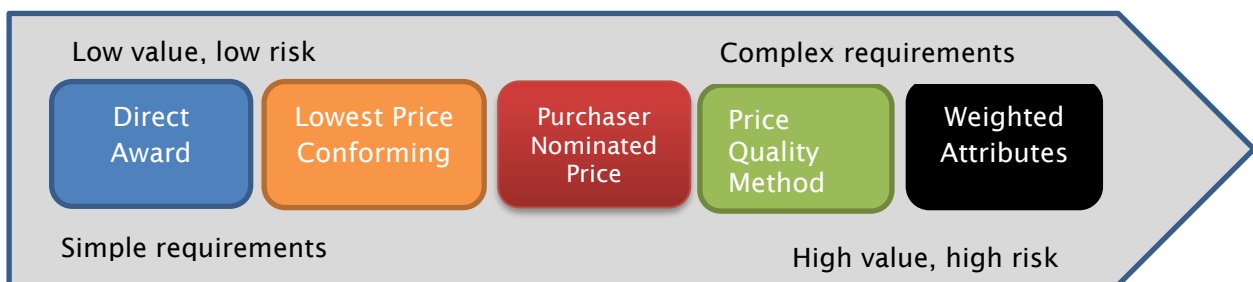 Low value, low risk
Complex requirements
Direct
Award
Lowest Price
Conforming
Purchaser
Nominated
Price
Price
Quality
Method
Weighted
Attributes
Simple requirements
High value, high risk